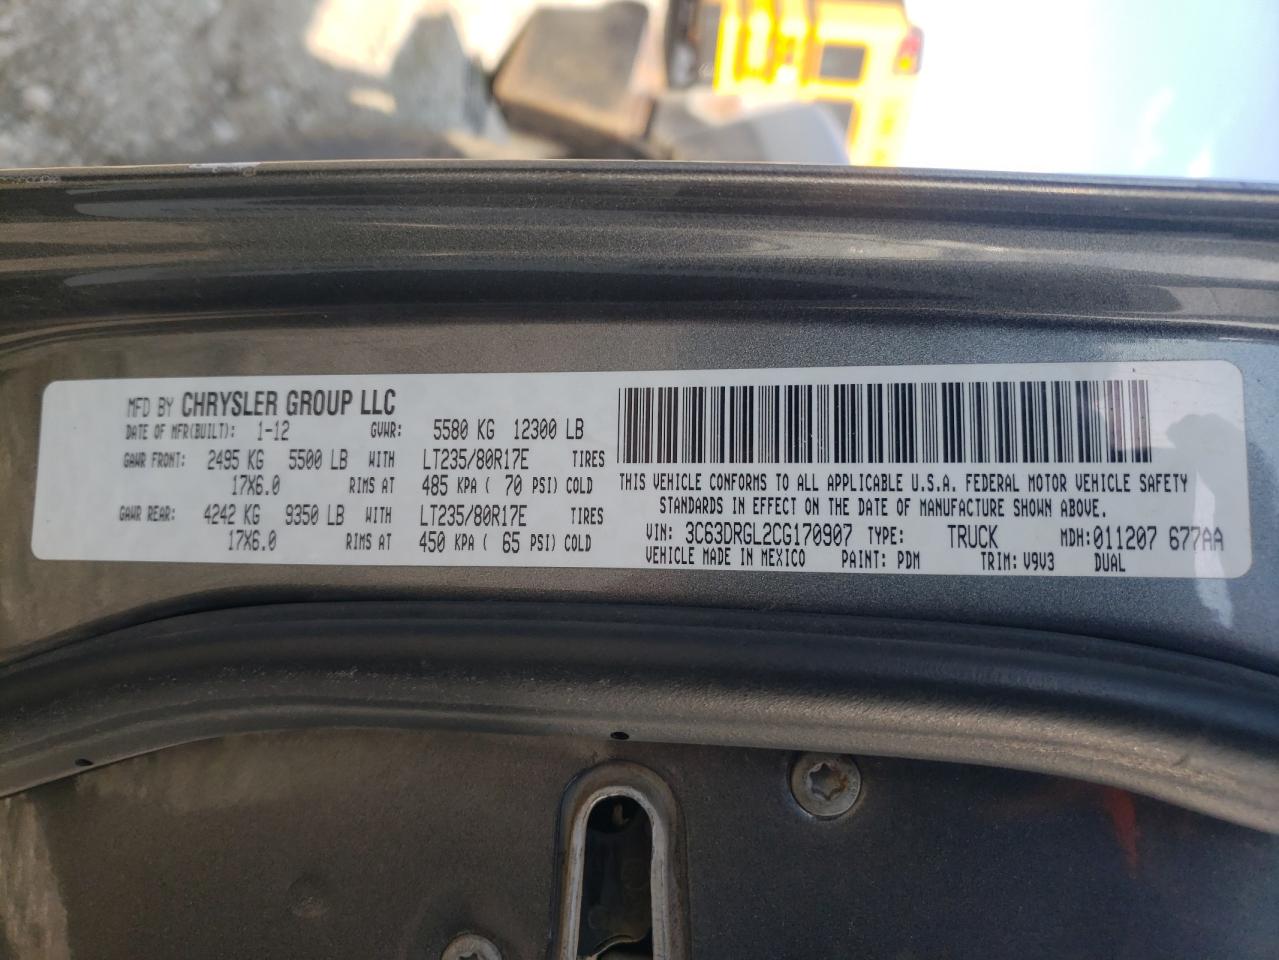 MFD BY CHRYSLER GROUP LLC
DATE OF MFR(BUILT): 1-12 GVWR: 5580 KG 12300 LB
GAWR FRONT: 2495 KG 5500 LB WITH LT235/80R17E TIRES
17X6.0 RIMS AT 485 KPA ( 70 PSI) COLD
GAWR REAR: 4242 KG 9350 LB WITH LT235/80R17E TIRES
17X6.0 RIMS AT 450 KPA ( 65 PSI) COLD
THIS VEHICLE CONFORMS TO ALL APPLICABLE U.S.A. FEDERAL MOTOR VEHICLE SAFETY
STANDARDS IN EFFECT ON THE DATE OF MANUFACTURE SHOWN ABOVE.
VIN: 3C63DRGL2CG170907 TYPE: TRUCK MDH:011207 677AA
VEHICLE MADE IN MEXICO PAINT: PDM TRIM: V9V3 DUAL